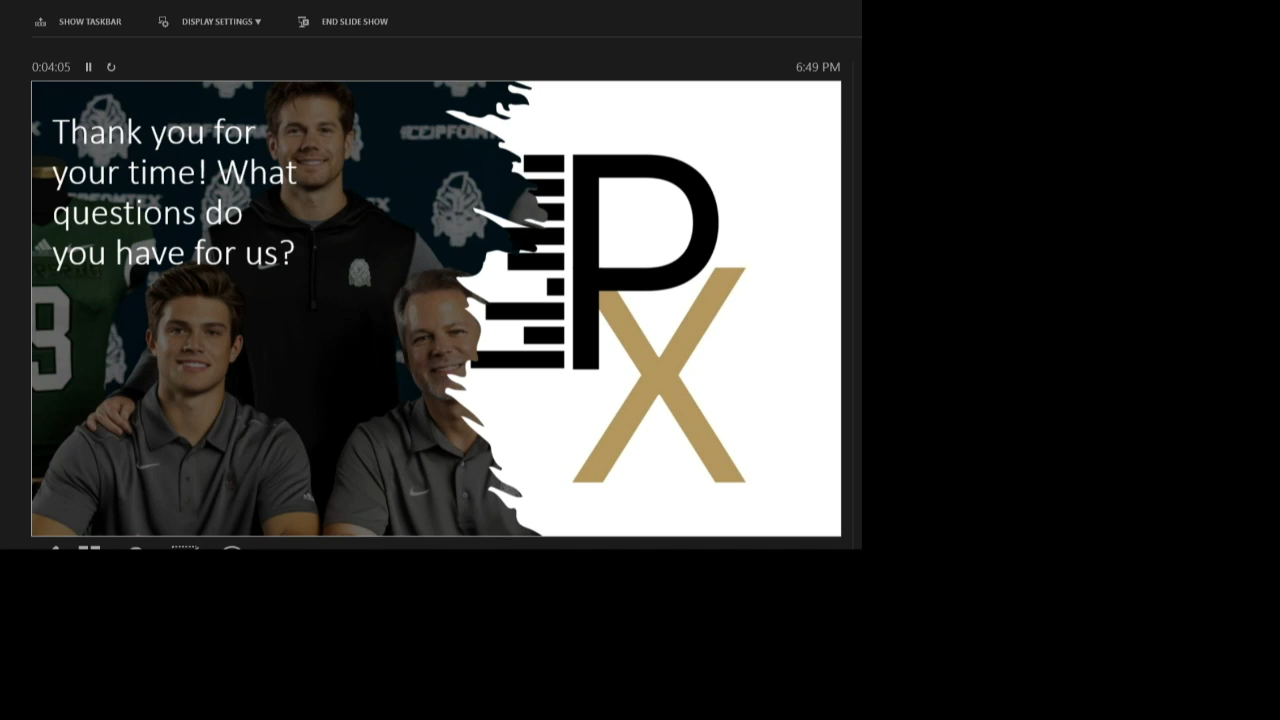 SHOW TASKBAR
DISPLAY SETTINGS ▼
END SLIDE SHOW
0:04:05
6:49 PM
Thank you for
your time! What
questions do
you have for us?
PX